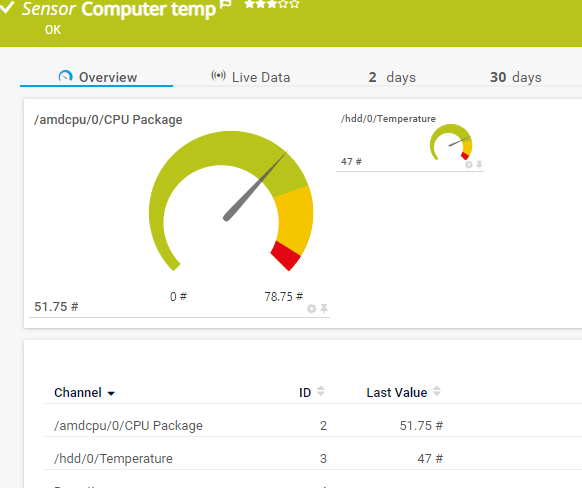 Sensor Computer temp
OK
Overview
Live Data
2 days
30 days
/amdcpu/0/CPU Package
/hdd/0/Temperature
47 #
0 #
78.75 #
51.75 #
Channel
ID
Last Value
/amdcpu/0/CPU Package 2 51.75 #
/hdd/0/Temperature 3 47 #